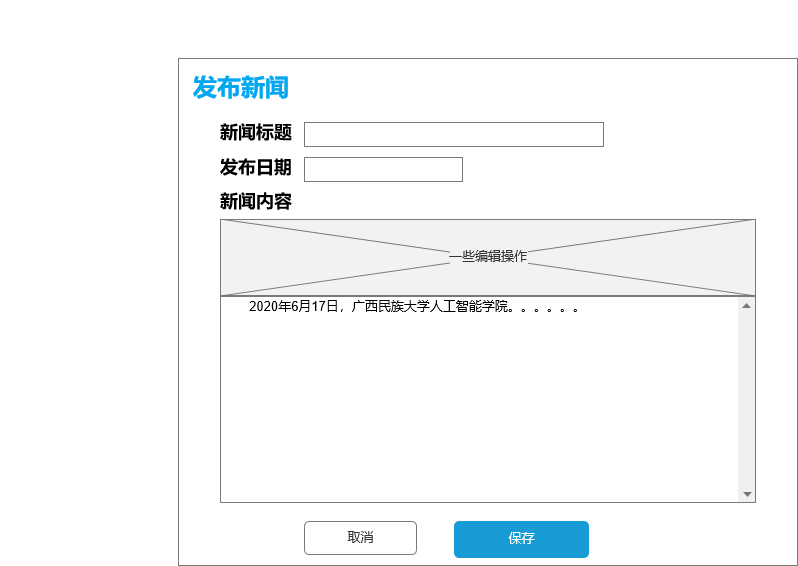 发布新闻
新闻标题
发布日期
新闻内容
一些编辑操作
2020年6月17日，广西民族大学人工智能学院。。。。。。
取消
保存